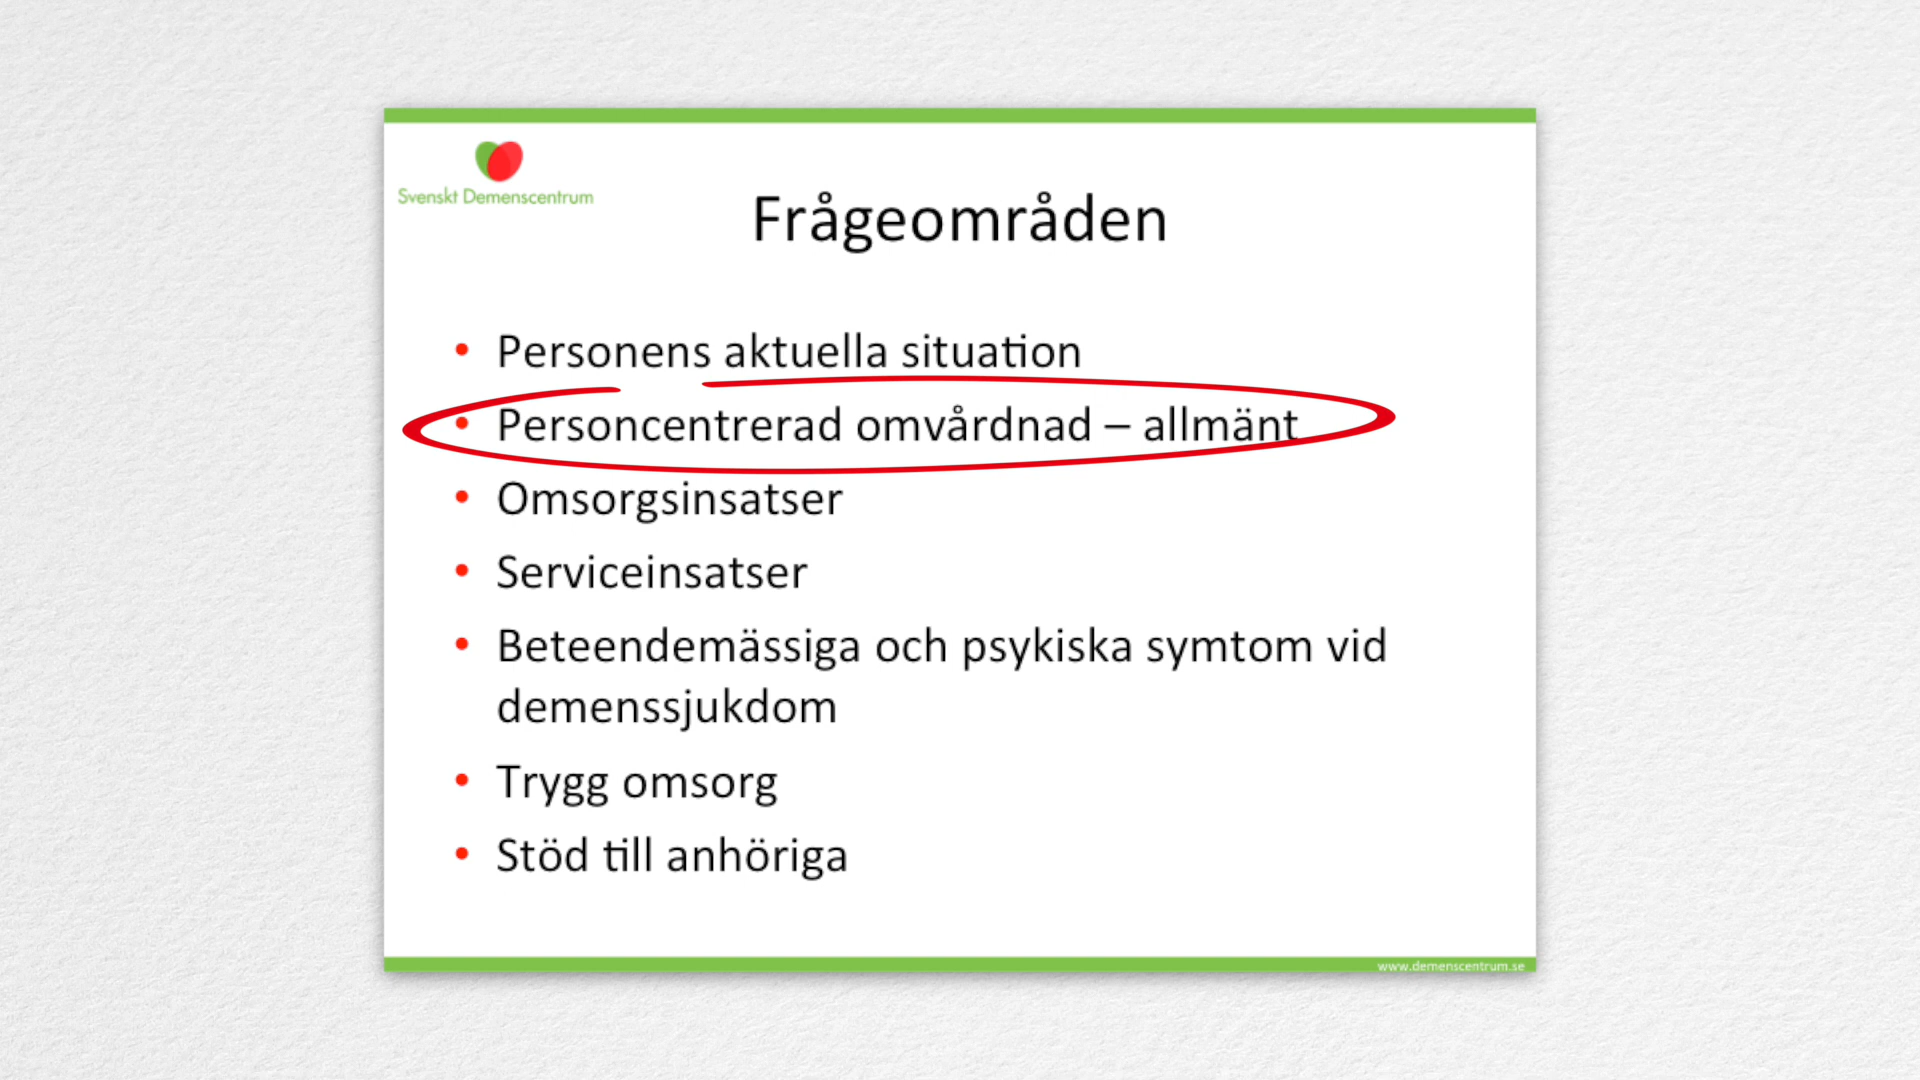 Svenskt Demenscentrum
Frågeområden
• Personens aktuella situation
• Personcentrerad omvårdnad – allmänt
• Omsorgsinsatser
• Serviceinsatser
• Beteendemässiga och psykiska symtom vid
demenssjukdom
• Trygg omsorg
• Stöd till anhöriga
www.demenscentrum.se